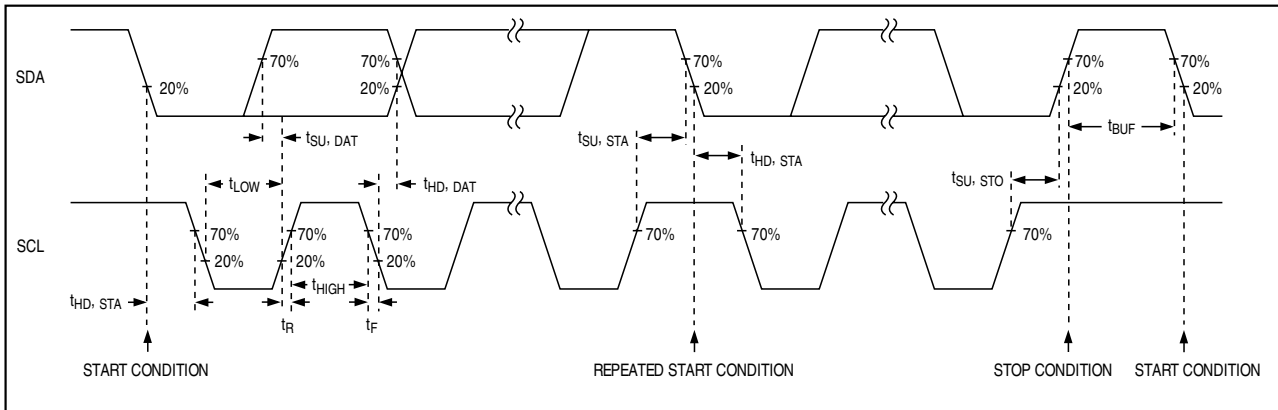 SDA
20%
70%
70%
20%
70%
20%
70%
20%
70%
20%
tSU, DAT
tSU, STA
tHD, STA
tBUF
tLOW
tHD, DAT
tSU, STO
SCL
70%
20%
70%
20%
70%
20%
70%
70%
70%
tHIGH
tHD, STA
tR
tF
START CONDITION
REPEATED START CONDITION
STOP CONDITION
START CONDITION